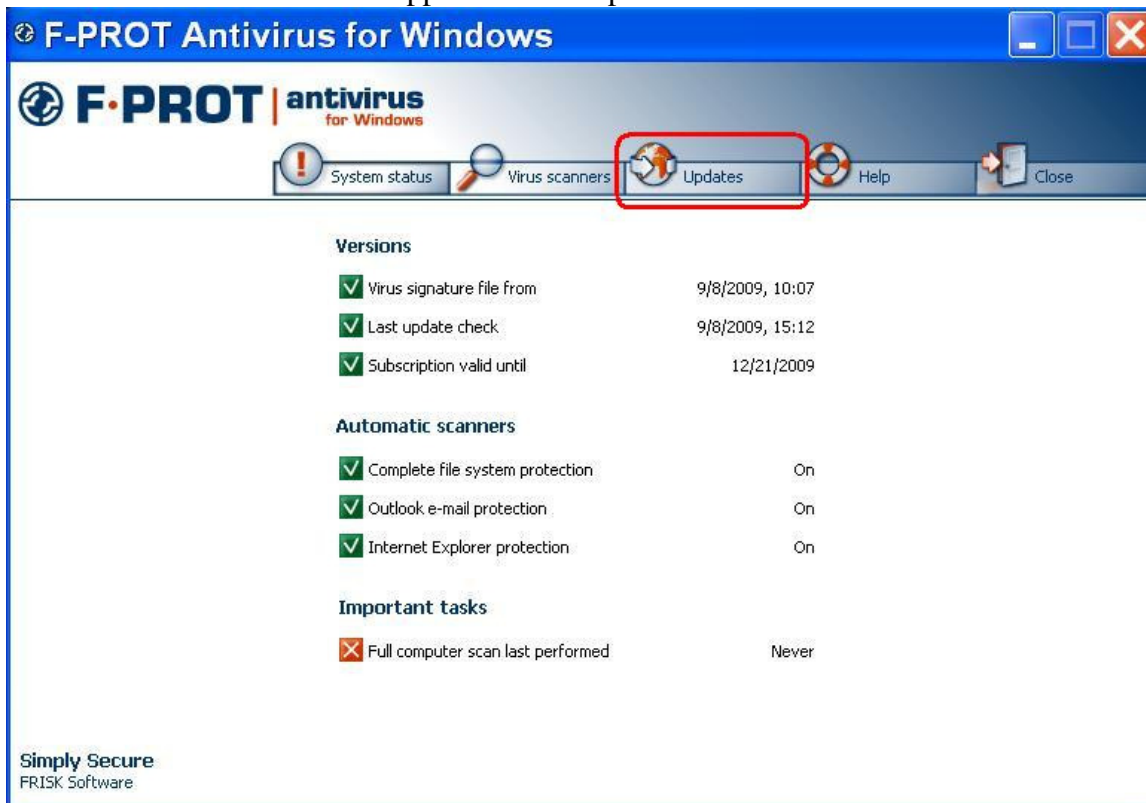 F-PROT Antivirus for Windows
F·PROT antivirus
for Windows
System status Virus scanners Updates Help Close
Versions
Virus signature file from 9/8/2009, 10:07
Last update check 9/8/2009, 15:12
Subscription valid until 12/21/2009
Automatic scanners
Complete file system protection On
Outlook e-mail protection On
Internet Explorer protection On
Important tasks
Full computer scan last performed Never
Simply Secure
FRISK Software